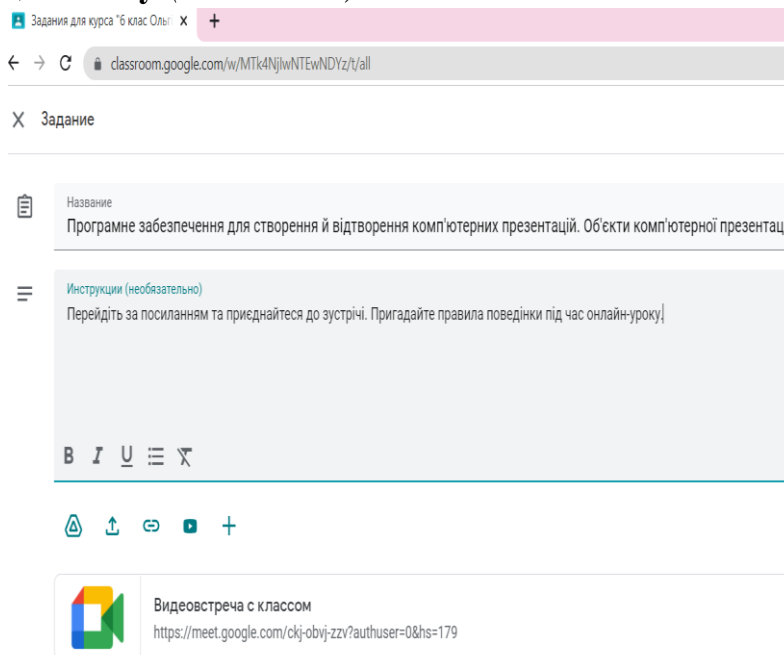 Задания для курса "6 клас Ольг
classroom.google.com/w/MTk4NjIwNTEwNDYz/t/all
Задание
Название
Програмне забезпечення для створення й відтворення комп'ютерних презентацій. Об'єкти комп'ютерної презентац
Инструкции (необязательно)
Перейдіть за посиланням та приєднайтеся до зустрічі. Пригадайте правила поведінки під час онлайн-уроку.
B I U
Видеовстреча с классом
https://meet.google.com/ckj-obvj-zzv?authuser=0&hs=179